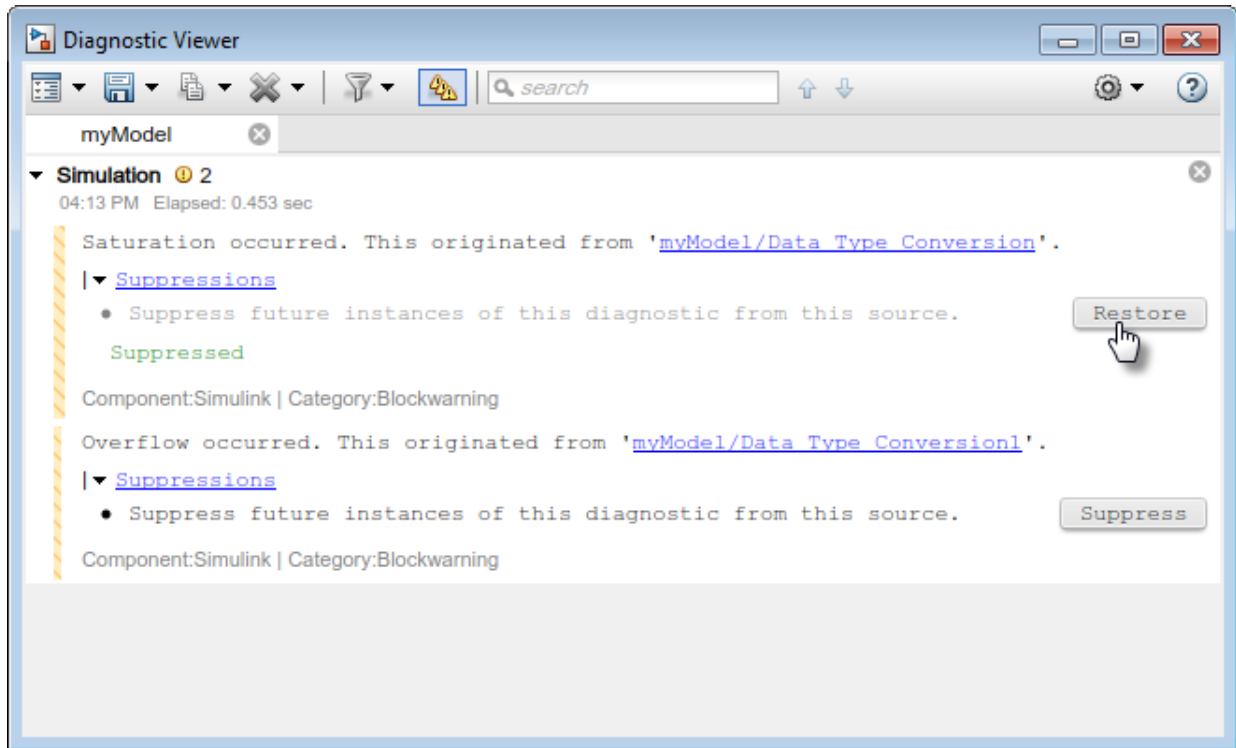 Diagnostic Viewer
search
myModel
Simulation 2
04:13 PM Elapsed: 0.453 sec
Saturation occurred. This originated from 'myModel/Data Type Conversion'.
Suppressions
• Suppress future instances of this diagnostic from this source. Restore
Suppressed
Component:Simulink | Category:Blockwarning
Overflow occurred. This originated from 'myModel/Data Type Conversion1'.
Suppressions
• Suppress future instances of this diagnostic from this source. Suppress
Component:Simulink | Category:Blockwarning